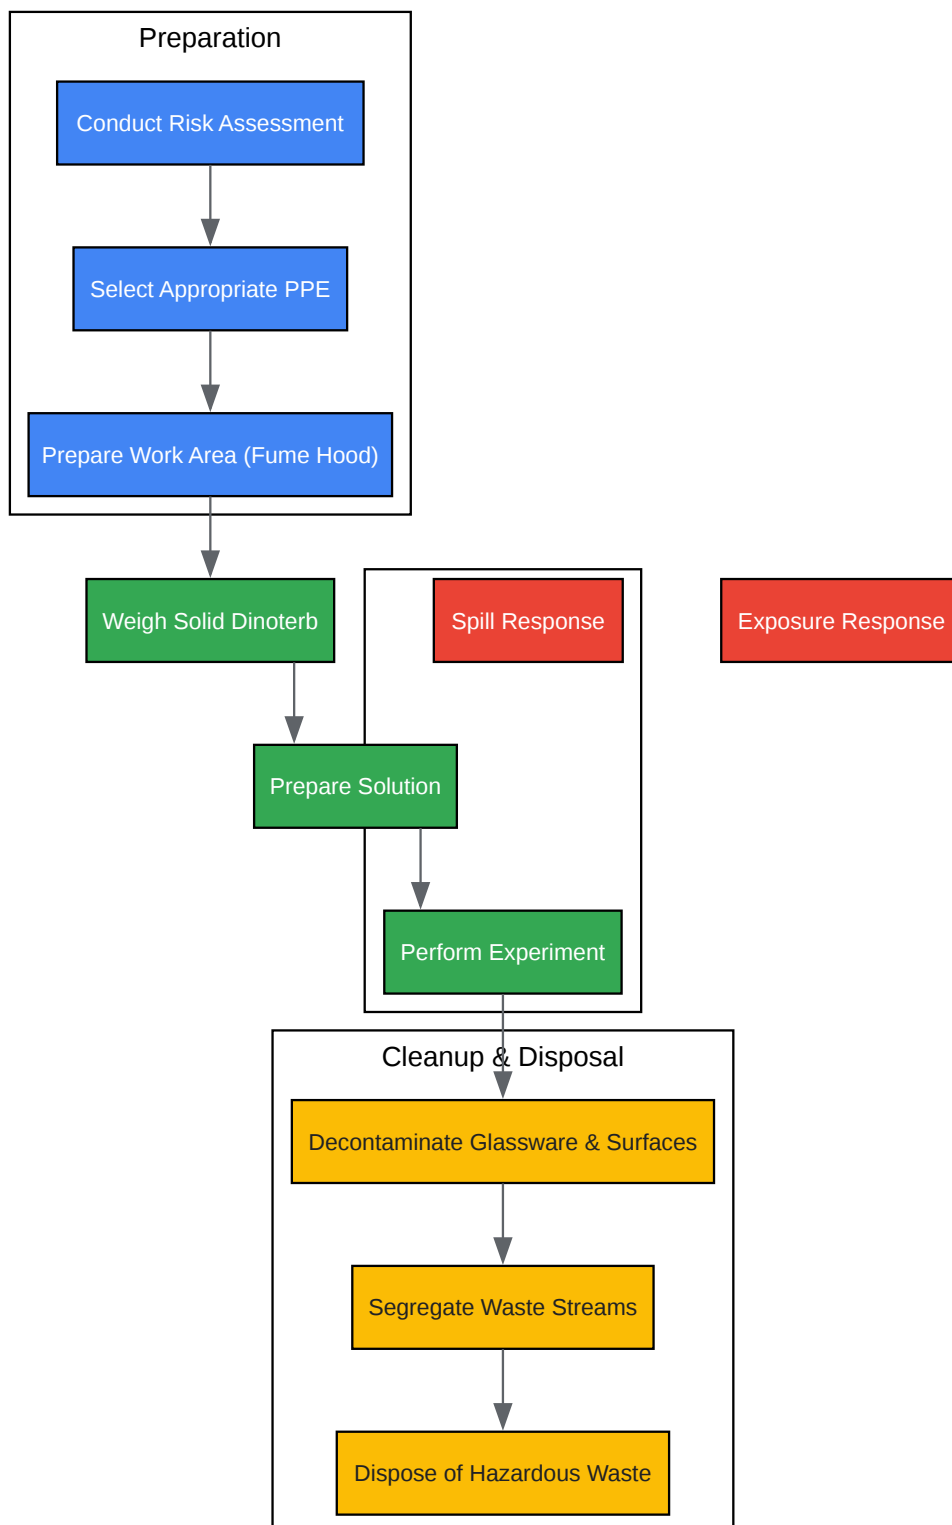 Preparation
Conduct Risk Assessment
Select Appropriate PPE
Prepare Work Area (Fume Hood)
Weigh Solid Dinoterb
Spill Response
Exposure Response
Prepare Solution
Perform Experiment
Cleanup & Disposal
Decontaminate Glassware & Surfaces
Segregate Waste Streams
Dispose of Hazardous Waste